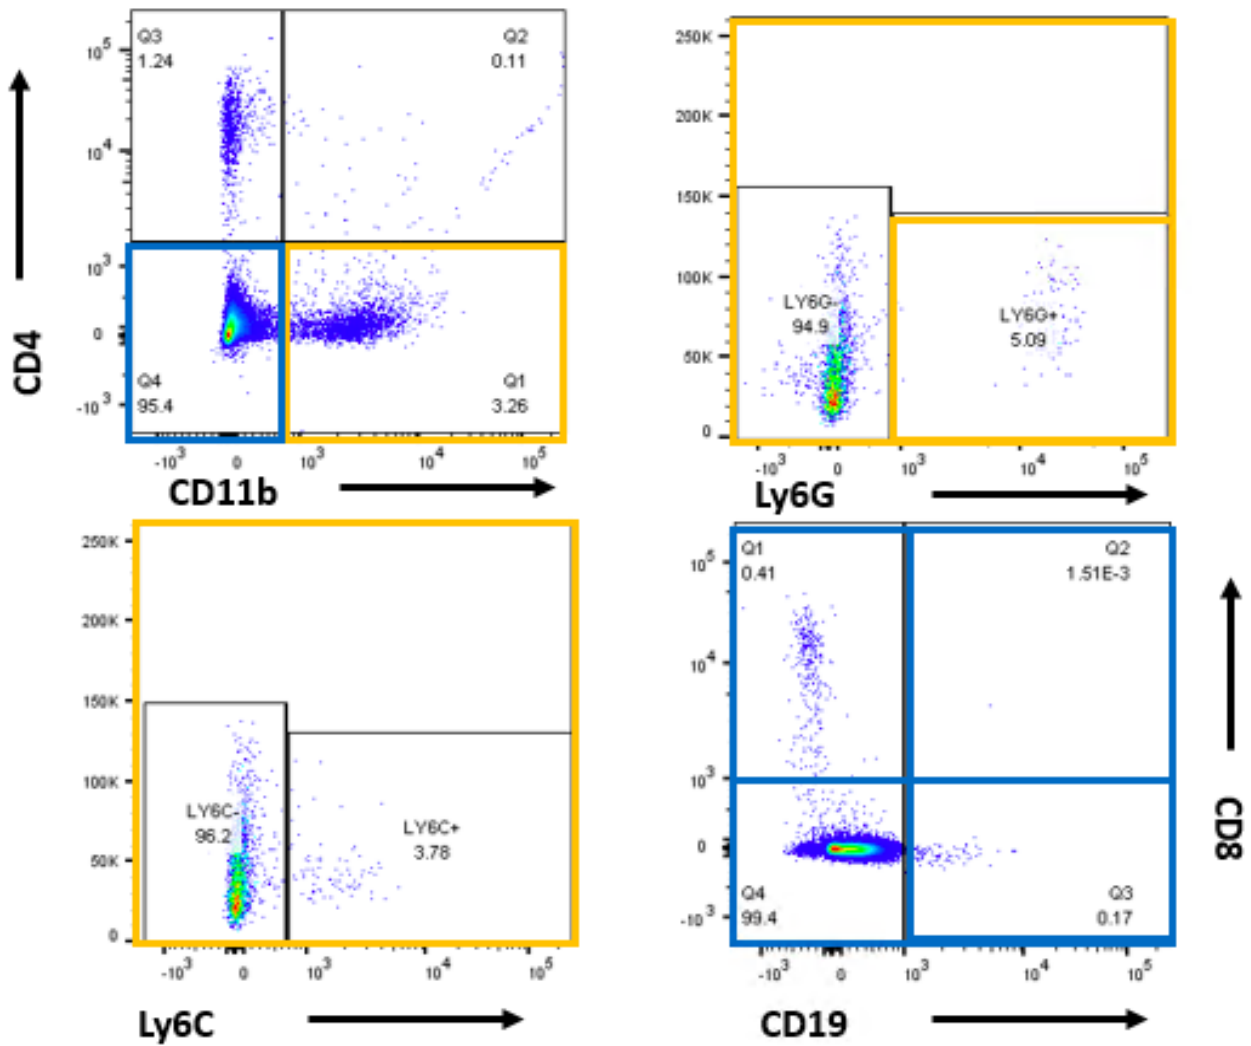 Q3
1.24
Q2
0.11
10^5
10^4
10^3
0
-10^3
Q4
95.4
Q1
3.26
-10^3 0 10^3 10^4 10^5
CD4
CD11b
250K
200K
150K
100K
50K
0
LY6G-
94.9
LY6G+
5.09
-10^3 0 10^3 10^4 10^5
Ly6G
250K
200K
150K
100K
50K
0
LY6C-
96.2
LY6C+
3.78
-10^3 0 10^3 10^4 10^5
Ly6C
Q1
0.41
Q2
1.51E-3
10^5
10^4
10^3
0
-10^3
Q4
99.4
Q3
0.17
-10^3 0 10^3 10^4 10^5
CD19
CD8